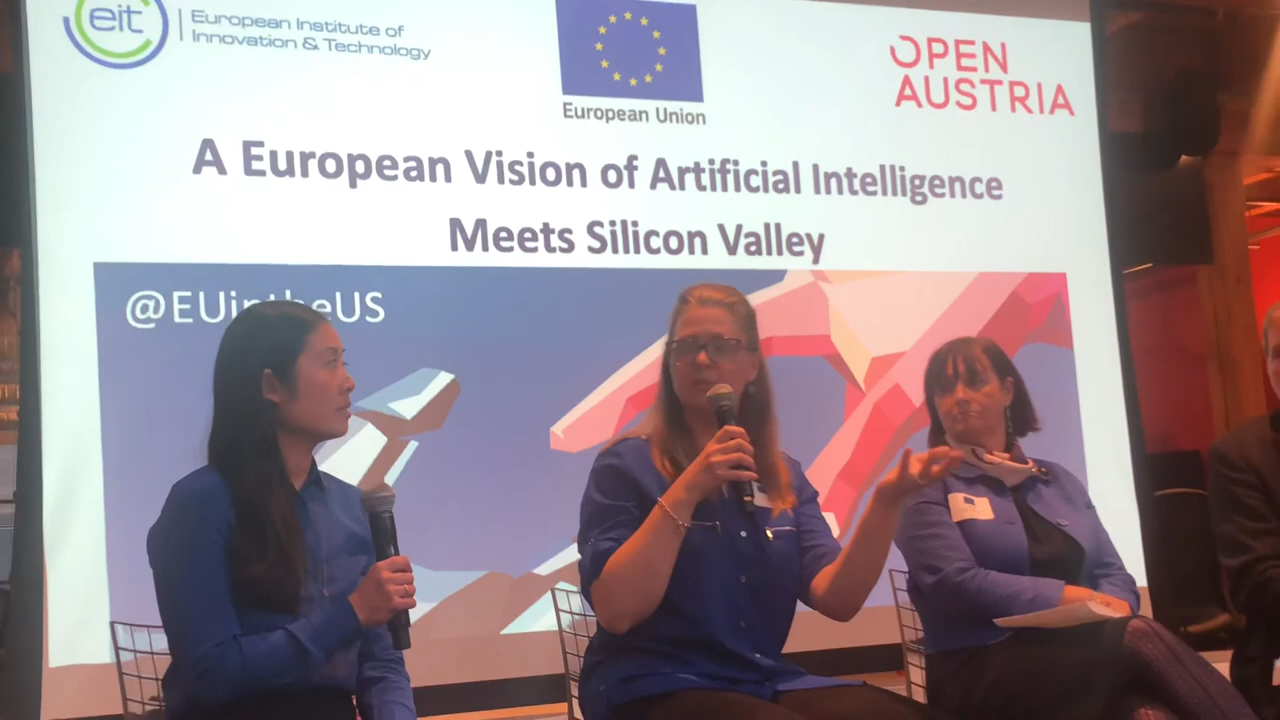 eit
European Institute of
Innovation & Technology
European Union
OPEN
AUSTRIA
A European Vision of Artificial Intelligence
Meets Silicon Valley
@EUintheUS